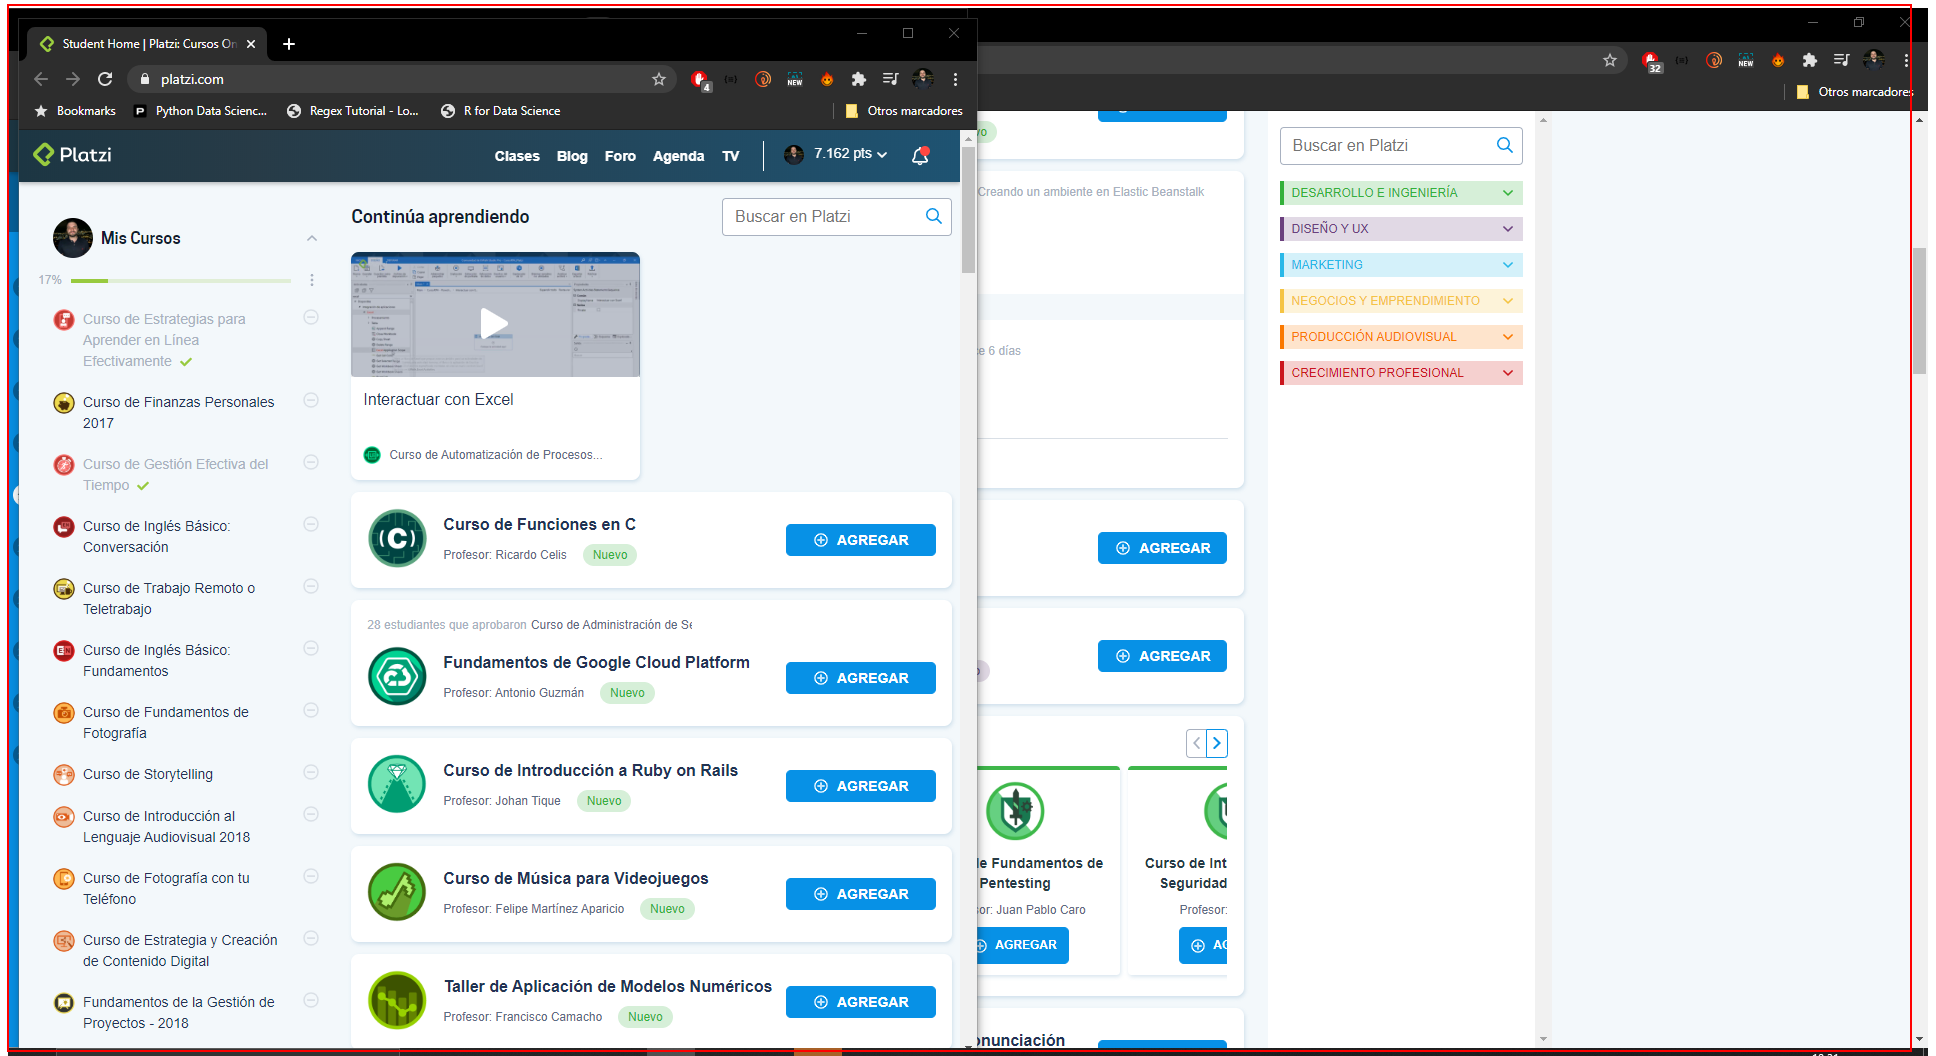 Student Home | Platzi: Cursos On
platzi.com
4
NEW
Bookmarks
Python Data Scienc...
Regex Tutorial - Lo...
R for Data Science
Otros marcadores
Platzi
Clases
Blog
Foro
Agenda
TV
7.162 pts
Mis Cursos
17%
Curso de Estrategias para
Aprender en Línea
Efectivamente
Curso de Finanzas Personales
2017
Curso de Gestión Efectiva del
Tiempo
Curso de Inglés Básico:
Conversación
Curso de Trabajo Remoto o
Teletrabajo
Curso de Inglés Básico:
Fundamentos
Curso de Fundamentos de
Fotografía
Curso de Storytelling
Curso de Introducción al
Lenguaje Audiovisual 2018
Curso de Fotografía con tu
Teléfono
Curso de Estrategia y Creación
de Contenido Digital
Fundamentos de la Gestión de
Proyectos - 2018
Continúa aprendiendo
Buscar en Platzi
Interactuar con Excel
Curso de Automatización de Procesos...
Curso de Funciones en C
Profesor: Ricardo Celis
Nuevo
AGREGAR
28 estudiantes que aprobaron Curso de Administración de Se
Fundamentos de Google Cloud Platform
Profesor: Antonio Guzmán
Nuevo
AGREGAR
Curso de Introducción a Ruby on Rails
Profesor: Johan Tique
Nuevo
AGREGAR
Curso de Música para Videojuegos
Profesor: Felipe Martínez Aparicio
Nuevo
AGREGAR
Taller de Aplicación de Modelos Numéricos
Profesor: Francisco Camacho
Nuevo
AGREGAR
32
NEW
Otros marcadores
vo
Creando un ambiente en Elastic Beanstalk
ce 6 días
AGREGAR
AGREGAR
de Fundamentos de
Pentesting
sor: Juan Pablo Caro
AGREGAR
Curso de Int
Seguridad
Profesor:
AG
onunciación
Buscar en Platzi
DESARROLLO E INGENIERÍA
DISEÑO Y UX
MARKETING
NEGOCIOS Y EMPRENDIMIENTO
PRODUCCIÓN AUDIOVISUAL
CRECIMIENTO PROFESIONAL